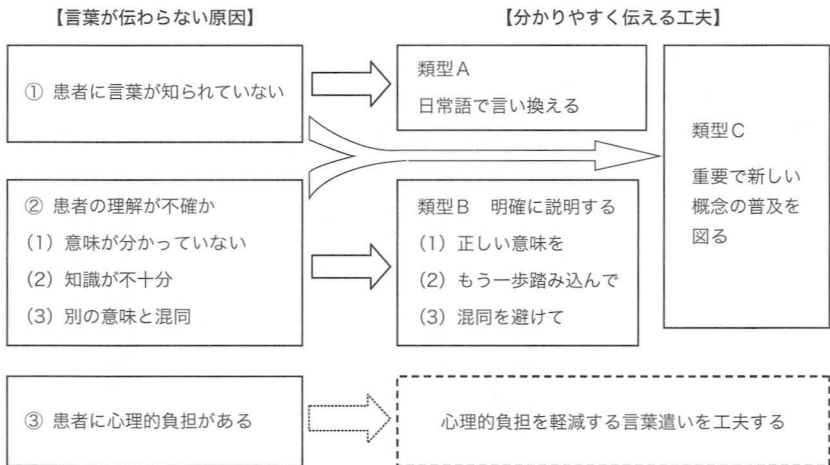 【言葉が伝わらない原因】
【分かりやすく伝える工夫】
① 患者に言葉が知られていない
類型A
日常語で言い換える
類型C
重要で新しい
概念の普及を
図る
② 患者の理解が不確か
(1)意味が分かっていない
(2)知識が不十分
(3)別の意味と混同
類型B 明確に説明する
(1)正しい意味を
(2)もう一歩踏み込んで
(3)混同を避けて
③ 患者に心理的負担がある
心理的負担を軽減する言葉遣いを工夫する